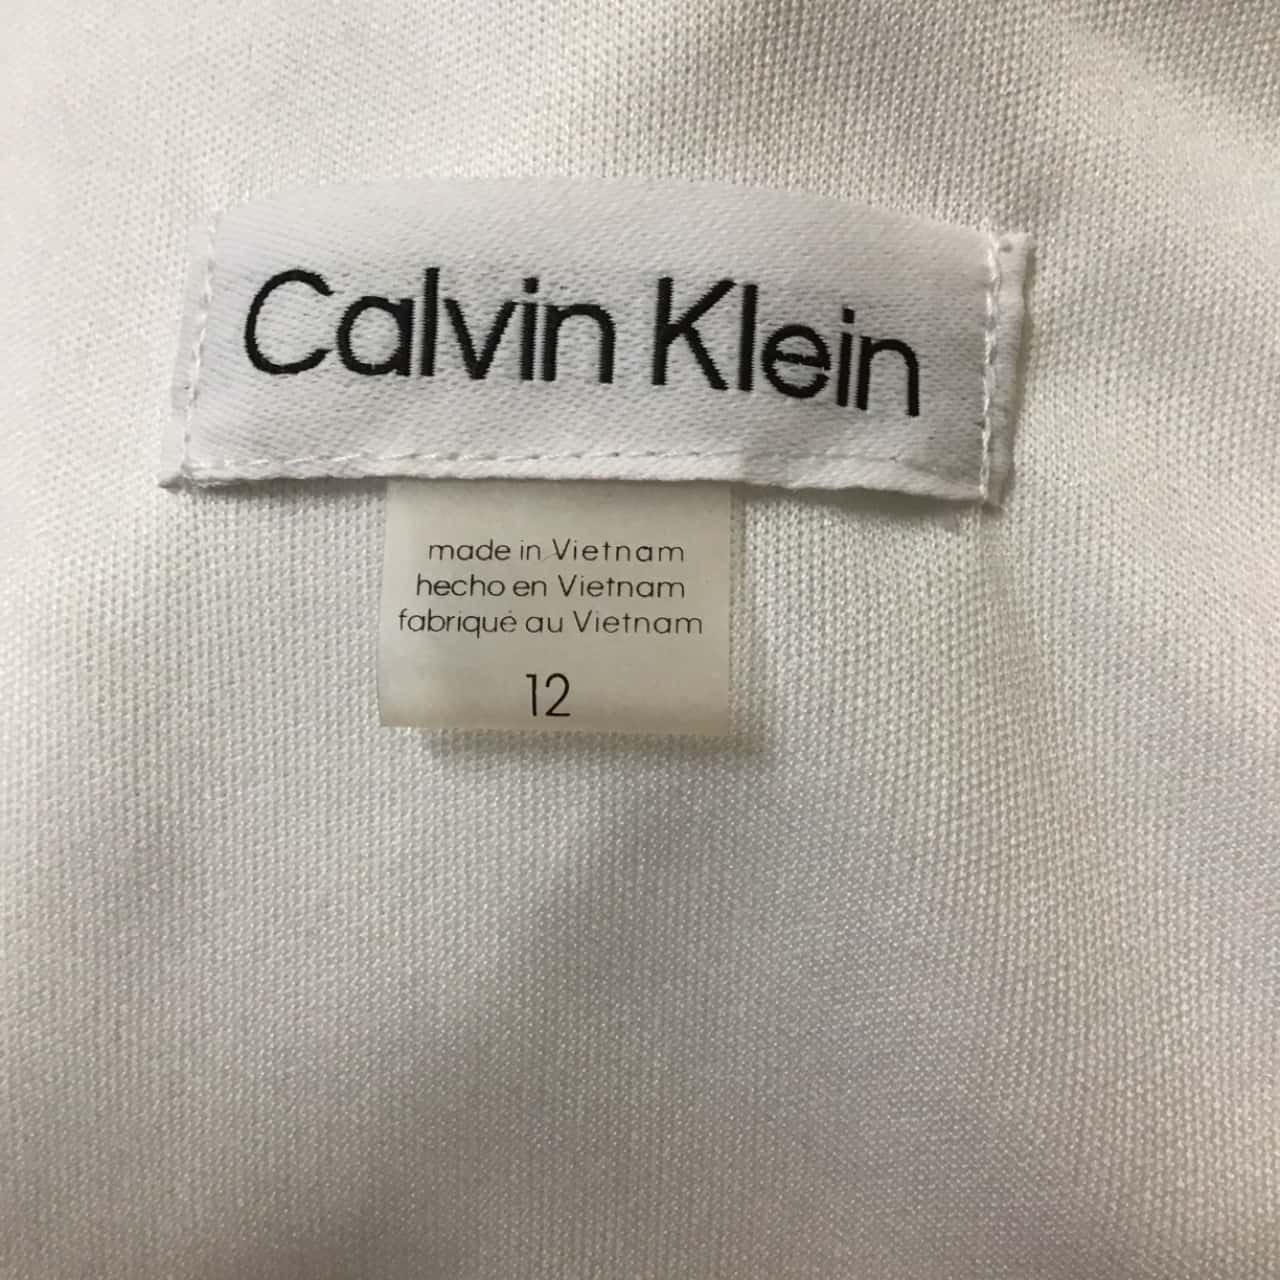 Calvin Klein
made in Vietnam
hecho en Vietnam
fabriqué au Vietnam
12